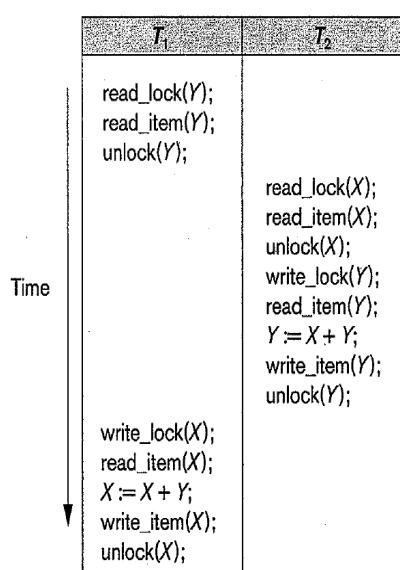 T₁ T₂
read_lock(Y);
read_item(Y);
unlock(Y);
read_lock(X);
read_item(X);
unlock(X);
Time
write_lock(Y);
read_item(Y);
Y := X + Y;
write_item(Y);
unlock(Y);
write_lock(X);
read_item(X);
X := X + Y;
write_item(X);
unlock(X);